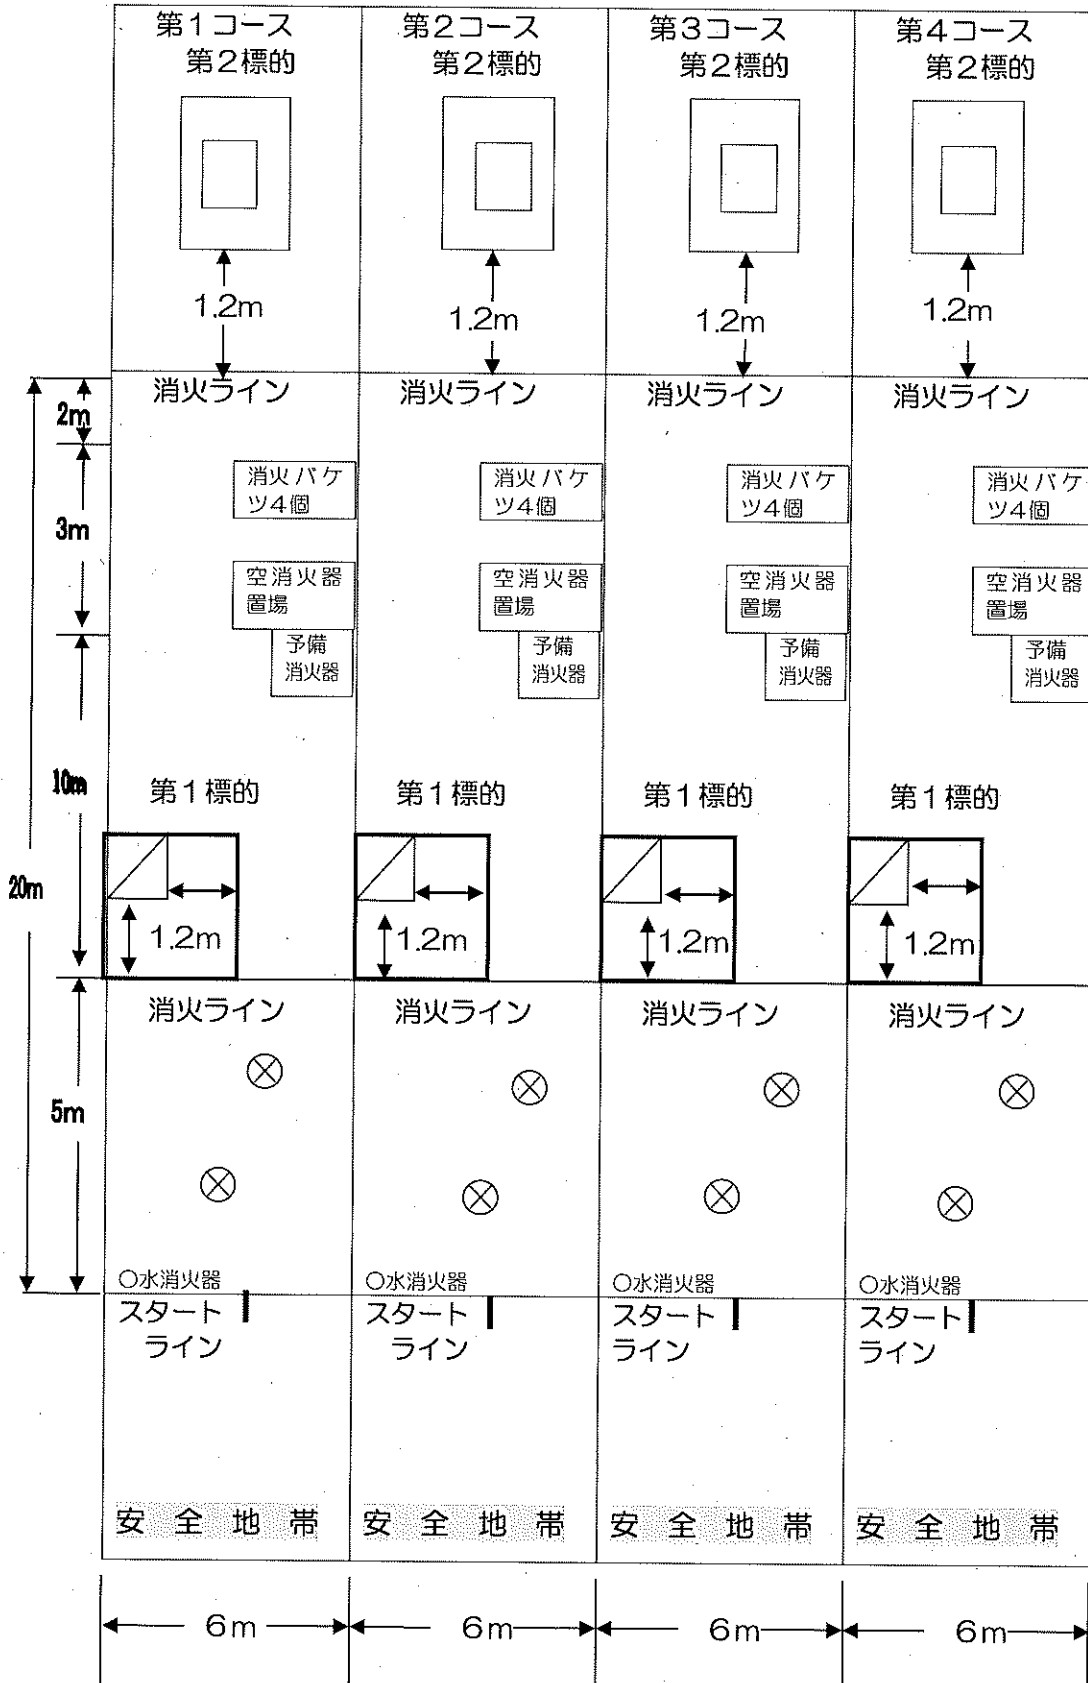 第1コース
第2標的
第2コース
第2標的
第3コース
第2標的
第4コース
第2標的
1.2m
1.2m
1.2m
1.2m
消火ライン
消火ライン
消火ライン
消火ライン
2m
消火バケ
ツ4個
消火バケ
ツ4個
消火バケ
ツ4個
消火バケ
ツ4個
3m
空消火器
置場
空消火器
置場
空消火器
置場
空消火器
置場
予備
消火器
予備
消火器
予備
消火器
予備
消火器
10m
第1標的
第1標的
第1標的
第1標的
20m
1.2m
1.2m
1.2m
1.2m
消火ライン
消火ライン
消火ライン
消火ライン
5m
○水消火器
○水消火器
○水消火器
○水消火器
スタート
ライン
スタート
ライン
スタート
ライン
スタート
ライン
安全地帯
安全地帯
安全地帯
安全地帯
6m
6m
6m
6m